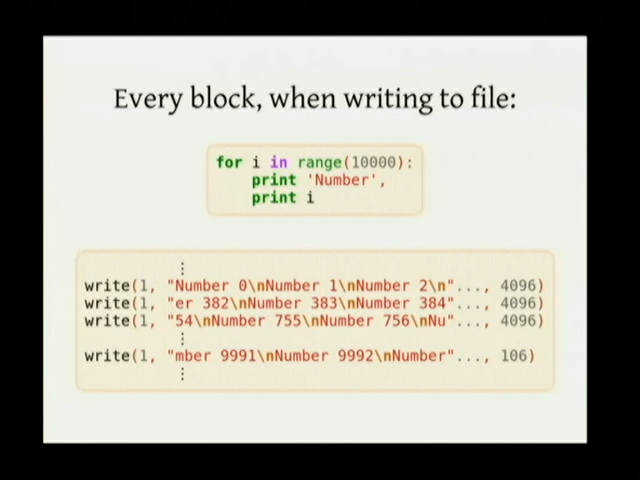 Every block, when writing to file:
for i in range(10000):
    print 'Number',
    print i
⋮
write(1, "Number 0\nNumber 1\nNumber 2\n"..., 4096)
write(1, "er 382\nNumber 383\nNumber 384"..., 4096)
write(1, "54\nNumber 755\nNumber 756\nNu"..., 4096)
⋮
write(1, "mber 9991\nNumber 9992\nNumber"..., 106)
⋮